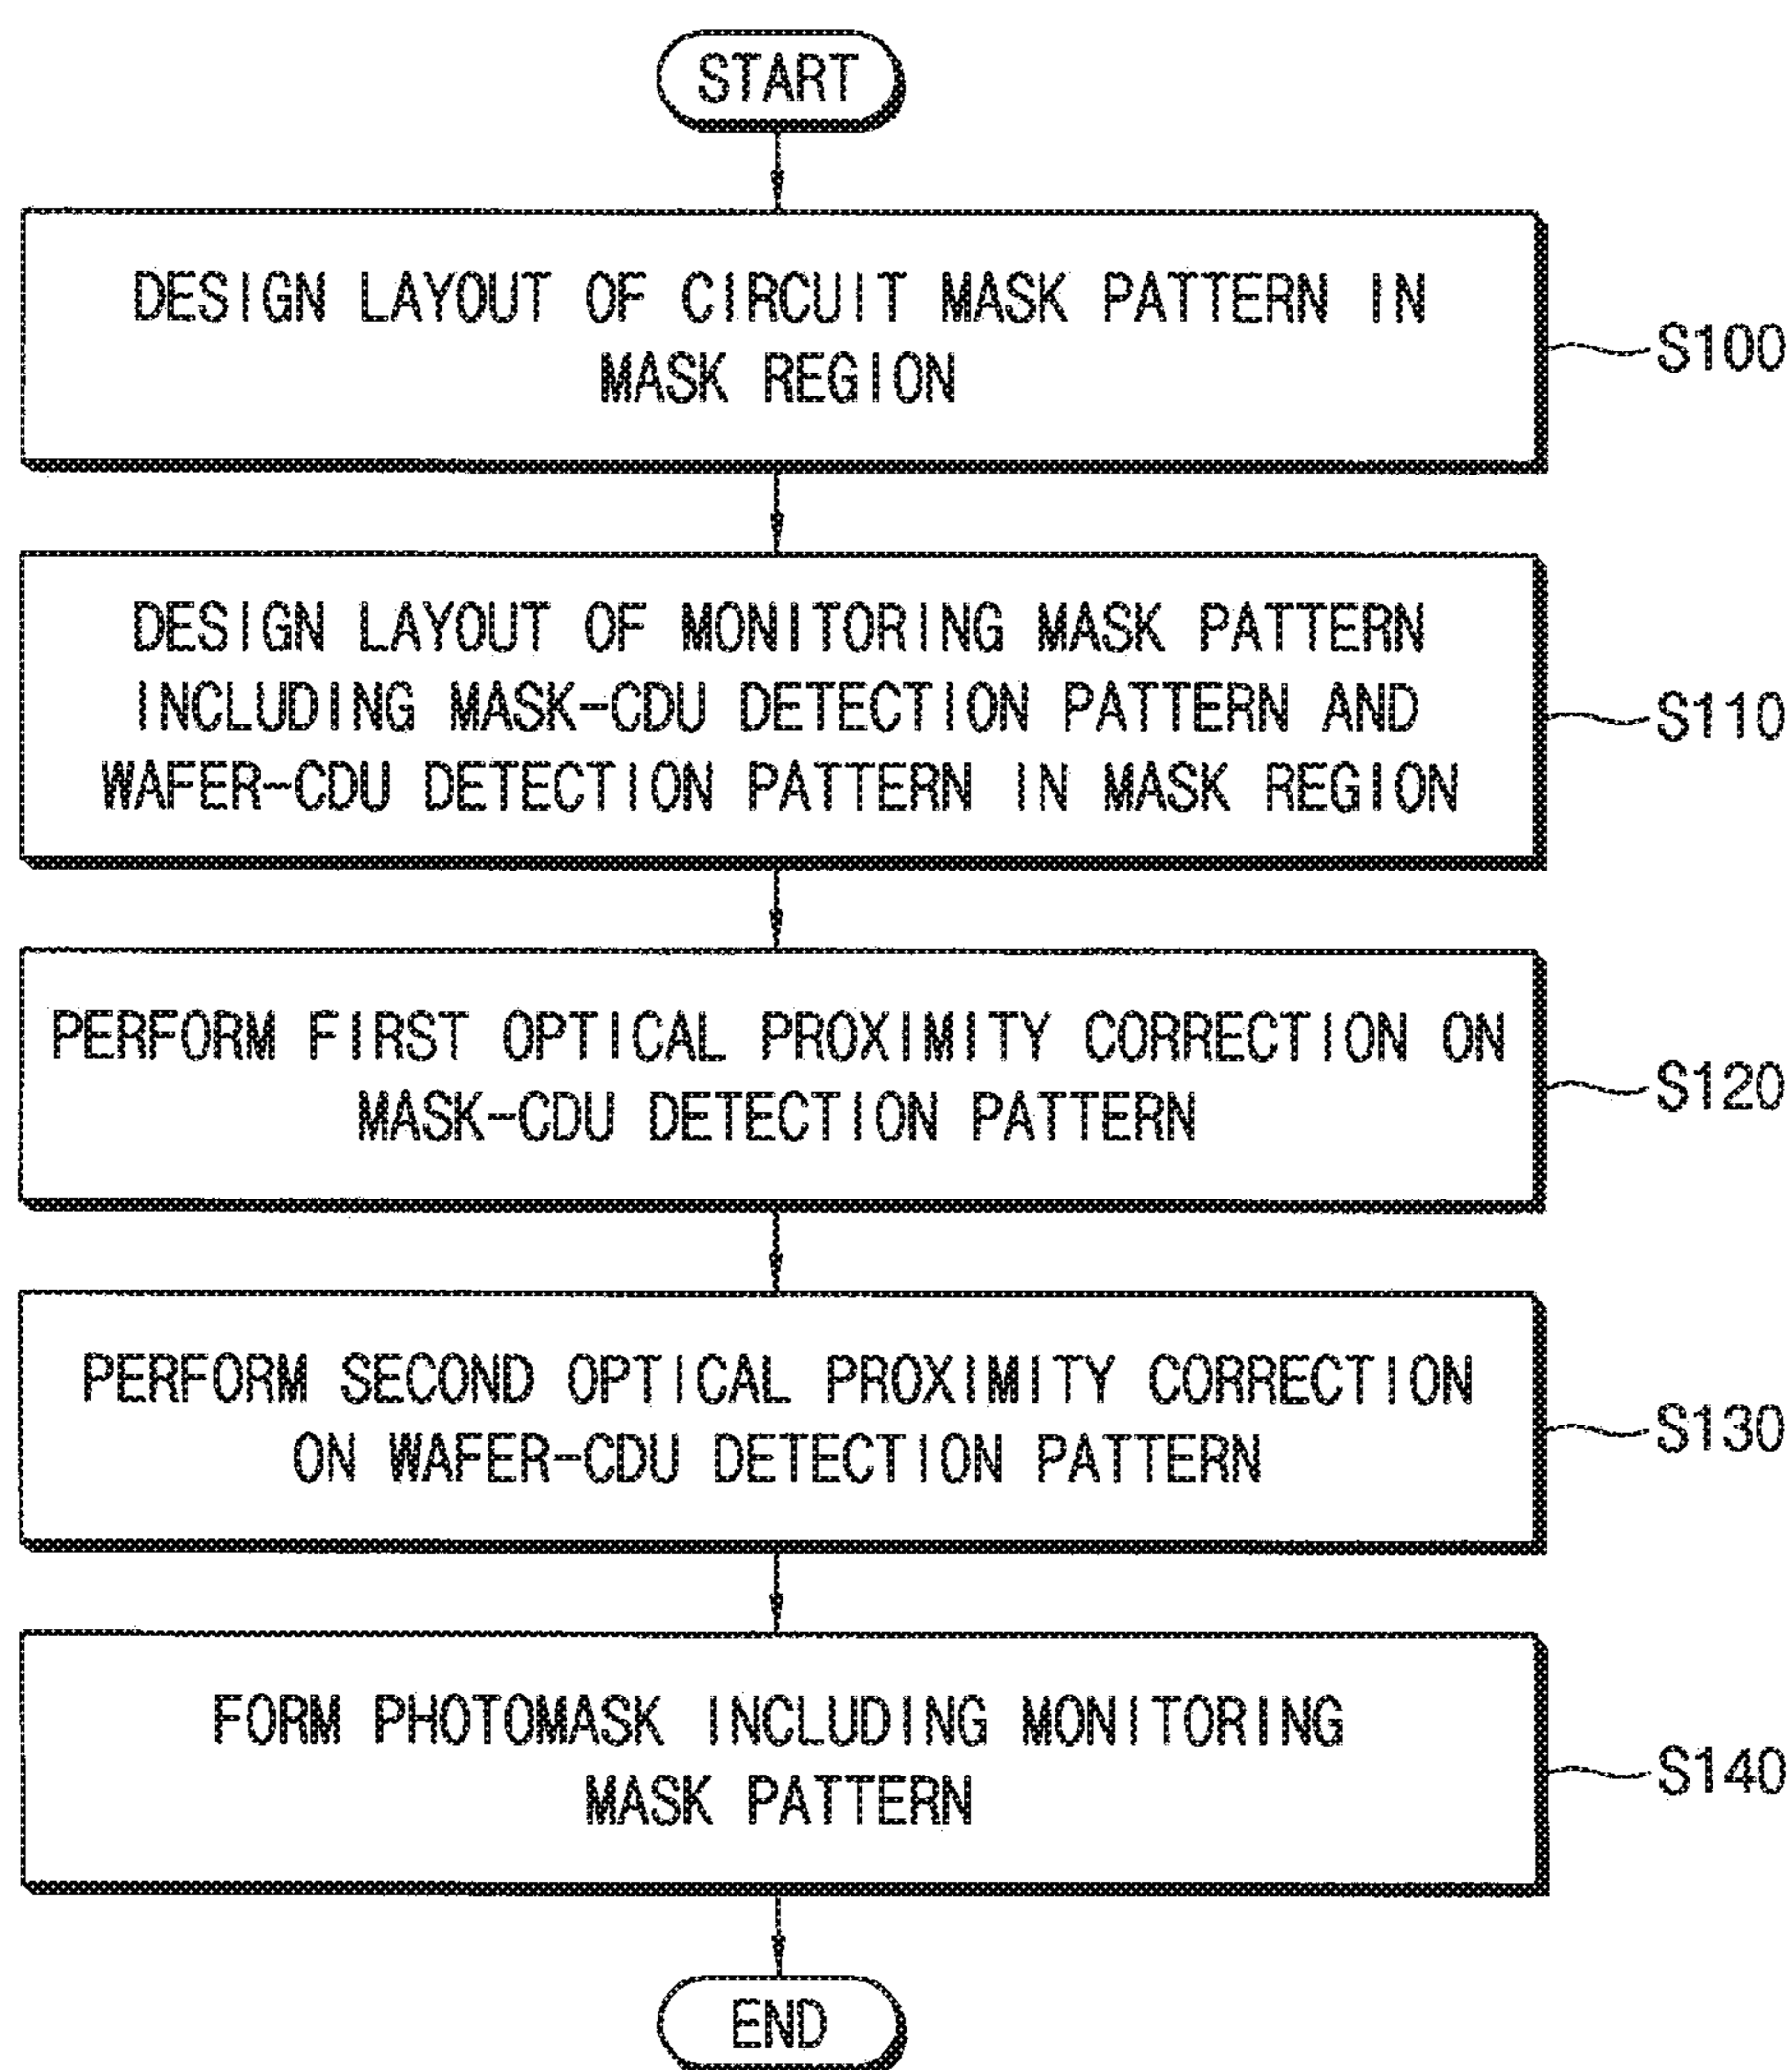 START
DESIGN LAYOUT OF CIRCUIT MASK PATTERN IN
MASK REGION
S100
DESIGN LAYOUT OF MONITORING MASK PATTERN
INCLUDING MASK-CDU DETECTION PATTERN AND
WAFER-CDU DETECTION PATTERN IN MASK REGION
S110
PERFORM FIRST OPTICAL PROXIMITY CORRECTION ON
MASK-CDU DETECTION PATTERN
S120
PERFORM SECOND OPTICAL PROXIMITY CORRECTION
ON WAFER-CDU DETECTION PATTERN
S130
FORM PHOTOMASK INCLUDING MONITORING
MASK PATTERN
S140
END